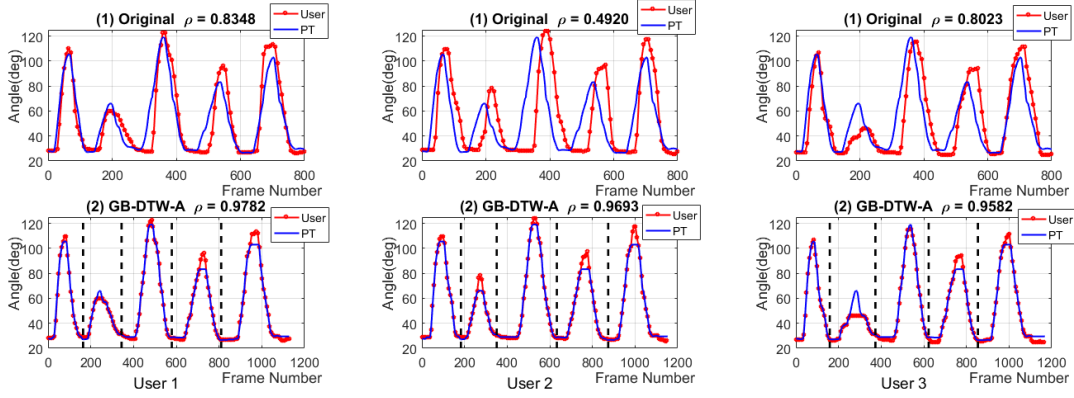 (1) Original ρ = 0.8348
User
PT
Angle(deg)
120
100
80
60
40
20
0 200 400 600 800
Frame Number
(1) Original ρ = 0.4920
User
PT
Angle(deg)
120
100
80
60
40
20
0 200 400 600 800
Frame Number
(1) Original ρ = 0.8023
User
PT
Angle(deg)
120
100
80
60
40
20
0 200 400 600 800
Frame Number
(2) GB-DTW-A ρ = 0.9782
User
PT
Angle(deg)
120
100
80
60
40
20
0 200 400 600 800 1000 1200
User 1 Frame Number
(2) GB-DTW-A ρ = 0.9693
User
PT
Angle(deg)
120
100
80
60
40
20
0 200 400 600 800 1000 1200
User 2 Frame Number
(2) GB-DTW-A ρ = 0.9582
User
PT
Angle(deg)
120
100
80
60
40
20
0 200 400 600 800 1000 1200
User 3 Frame Number